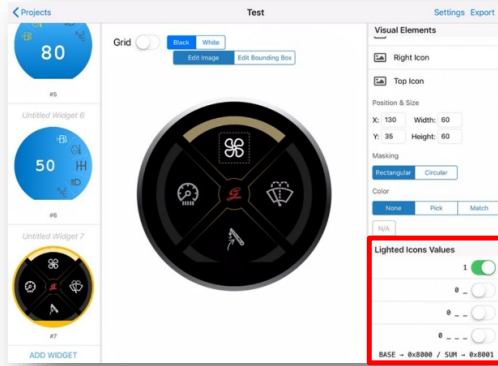 Projects
Test
Settings Export
80
#5
Untitled Widget 6
50
#6
Untitled Widget 7
#7
ADD WIDGET
Grid
Black White
Edit Image Edit Bounding Box
Visual Elements
Right Icon
Top Icon
Position & Size
X: 130 Width: 60
Y: 35 Height: 60
Masking
Rectangular Circular
Color
None Pick Match
N/A
Lighted Icons Values
1
0 _
0 _ _
0 _ _ _
BASE → 0x8000 / SUM → 0x8001